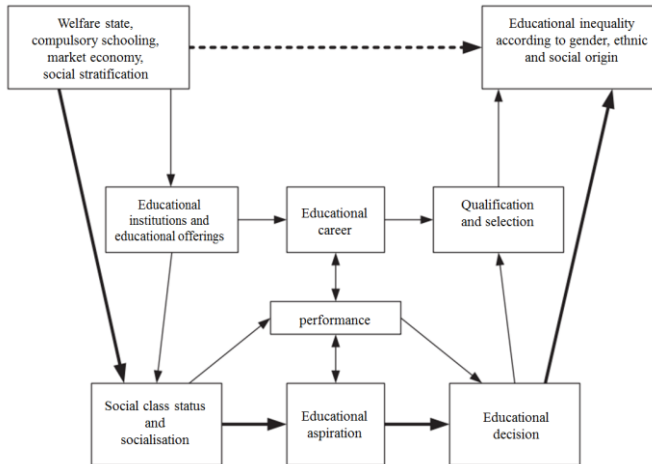 Welfare state,
compulsory schooling,
market economy,
social stratification
Educational inequality
according to gender, ethnic
and social origin
Educational
institutions and
educational offerings
Educational
career
Qualification
and selection
performance
Social class status
and
socialisation
Educational
aspiration
Educational
decision